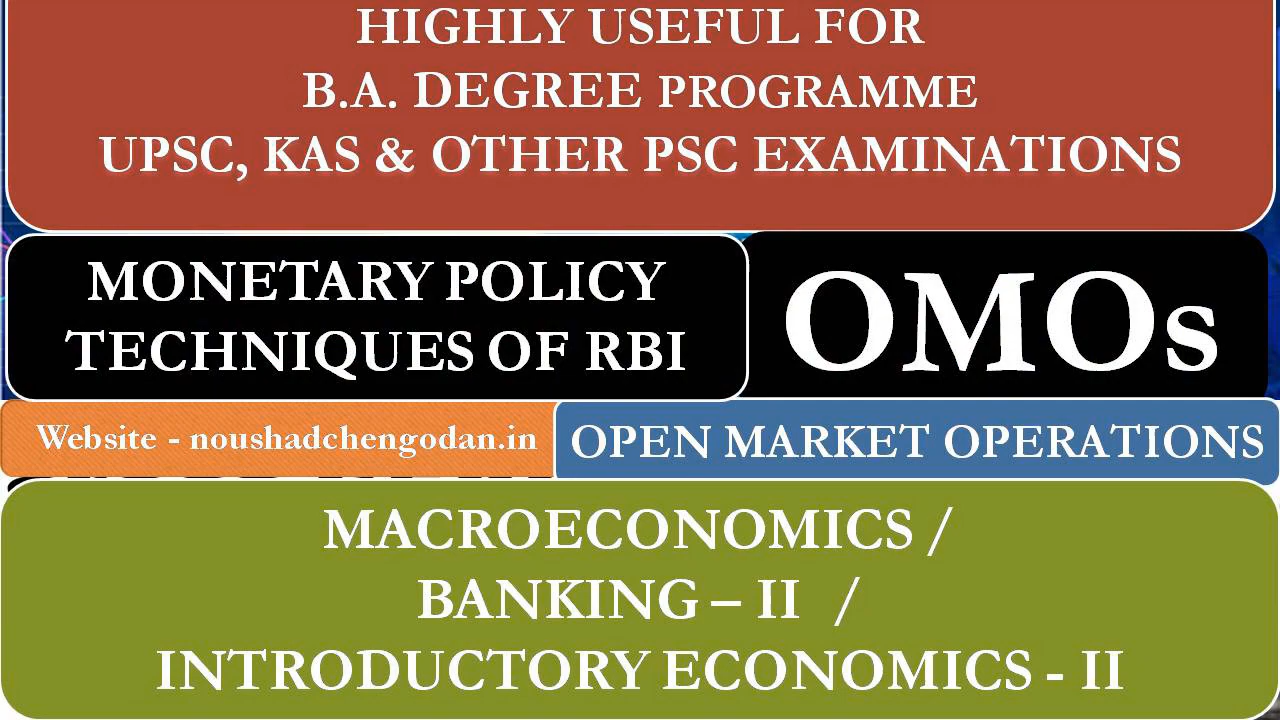 HIGHLY USEFUL FOR
B.A. DEGREE PROGRAMME
UPSC, KAS & OTHER PSC EXAMINATIONS
MONETARY POLICY
TECHNIQUES OF RBI
OMOs
Website - noushadchengodan.in
OPEN MARKET OPERATIONS
MACROECONOMICS /
BANKING – II /
INTRODUCTORY ECONOMICS - II